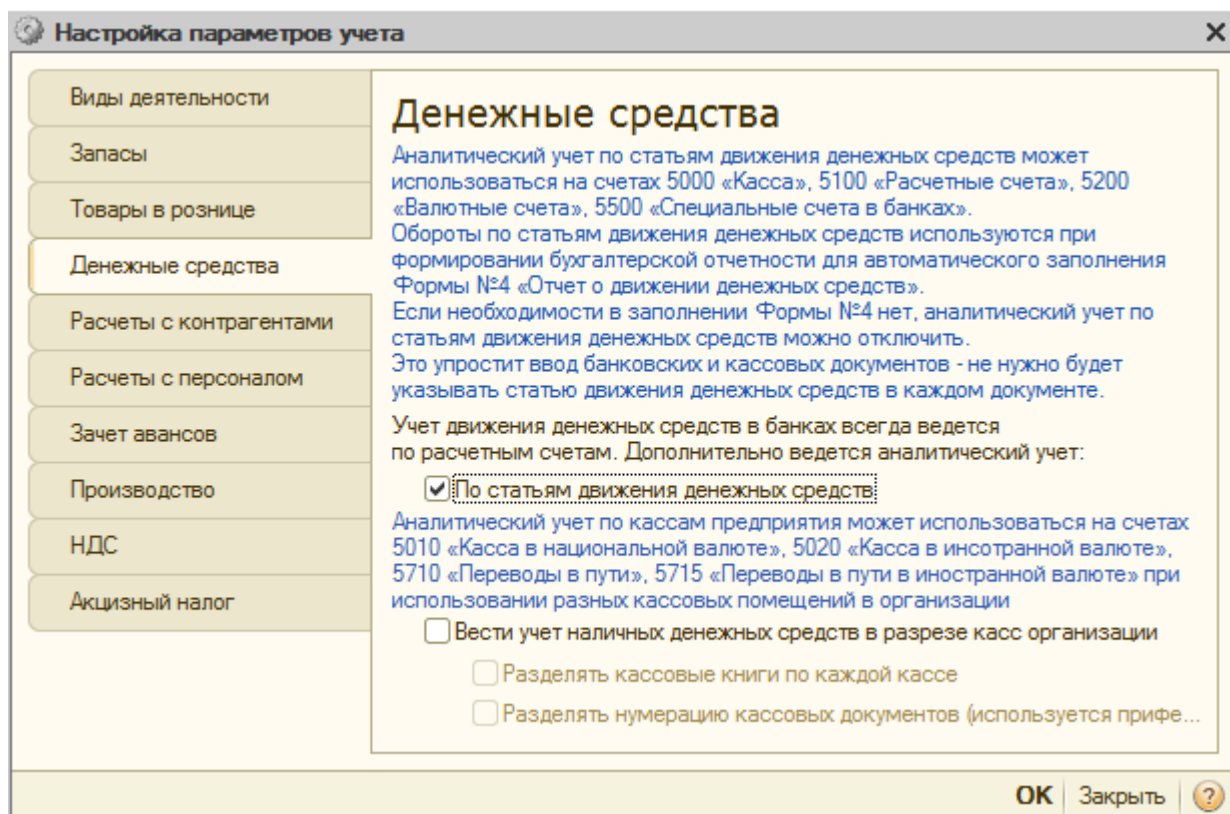 Настройка параметров учета
Виды деятельности
Запасы
Товары в рознице
Денежные средства
Расчеты с контрагентами
Расчеты с персоналом
Зачет авансов
Производство
НДС
Акцизный налог
Денежные средства
Аналитический учет по статьям движения денежных средств может
использоваться на счетах 5000 «Касса», 5100 «Расчетные счета», 5200
«Валютные счета», 5500 «Специальные счета в банках».
Обороты по статьям движения денежных средств используются при
формировании бухгалтерской отчетности для автоматического заполнения
Формы №4 «Отчет о движении денежных средств».
Если необходимости в заполнении Формы №4 нет, аналитический учет по
статьям движения денежных средств можно отключить.
Это упростит ввод банковских и кассовых документов - не нужно будет
указывать статью движения денежных средств в каждом документе.
Учет движения денежных средств в банках всегда ведется
по расчетным счетам. Дополнительно ведется аналитический учет:
По статьям движения денежных средств
Аналитический учет по кассам предприятия может использоваться на счетах
5010 «Касса в национальной валюте», 5020 «Касса в инсотранной валюте»,
5710 «Переводы в пути», 5715 «Переводы в пути в иностранной валюте» при
использовании разных кассовых помещений в организации
Вести учет наличных денежных средств в разрезе касс организации
Разделять кассовые книги по каждой кассе
Разделять нумерацию кассовых документов (используется прифе...
OK Закрыть ?